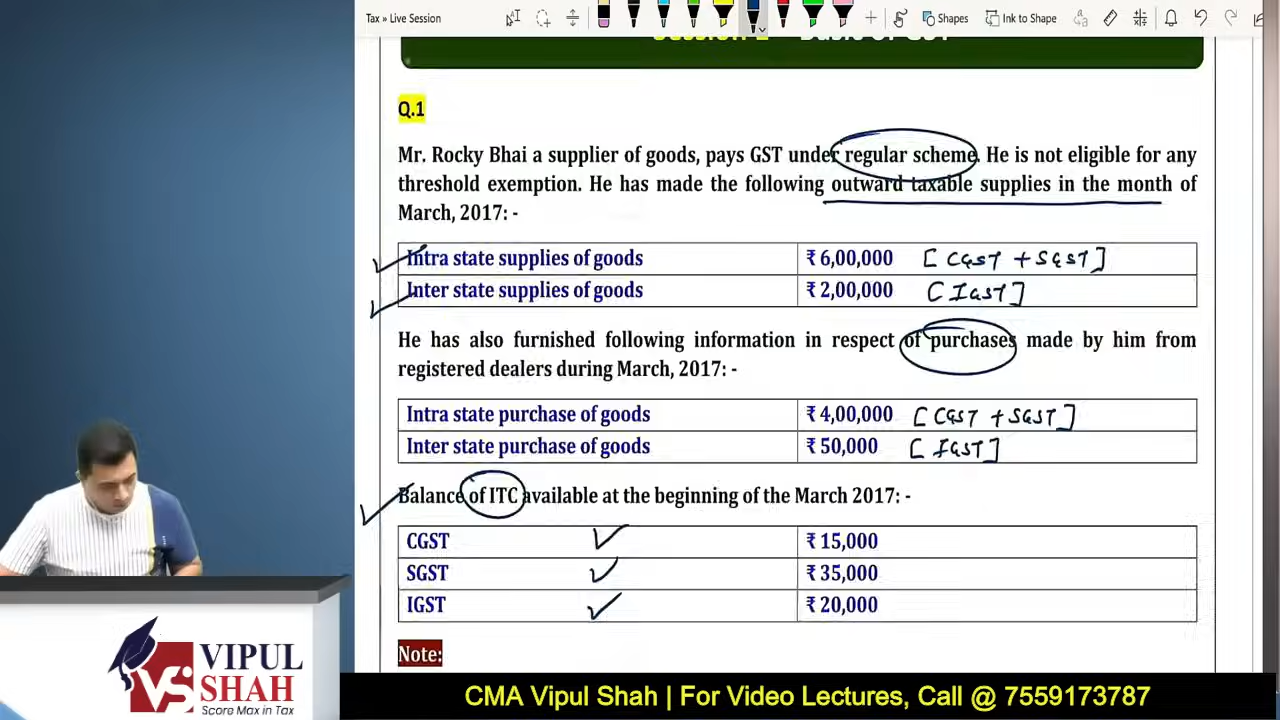 Tax » Live Session
Shapes
Ink to Shape
Q.1
Mr. Rocky Bhai a supplier of goods, pays GST under regular scheme. He is not eligible for any
threshold exemption. He has made the following outward taxable supplies in the month of
March, 2017: -
Intra state supplies of goods ₹ 6,00,000 [ CGST + SGST ]
Inter state supplies of goods ₹ 2,00,000 [ IGST ]
He has also furnished following information in respect of purchases made by him from
registered dealers during March, 2017: -
Intra state purchase of goods ₹ 4,00,000 [ CGST + SGST ]
Inter state purchase of goods ₹ 50,000 [ IGST ]
Balance of ITC available at the beginning of the March 2017: -
CGST ₹ 15,000
SGST ₹ 35,000
IGST ₹ 20,000
Note:
VS
VIPUL
SHAH
Score Max in Tax
CMA Vipul Shah | For Video Lectures, Call @ 7559173787